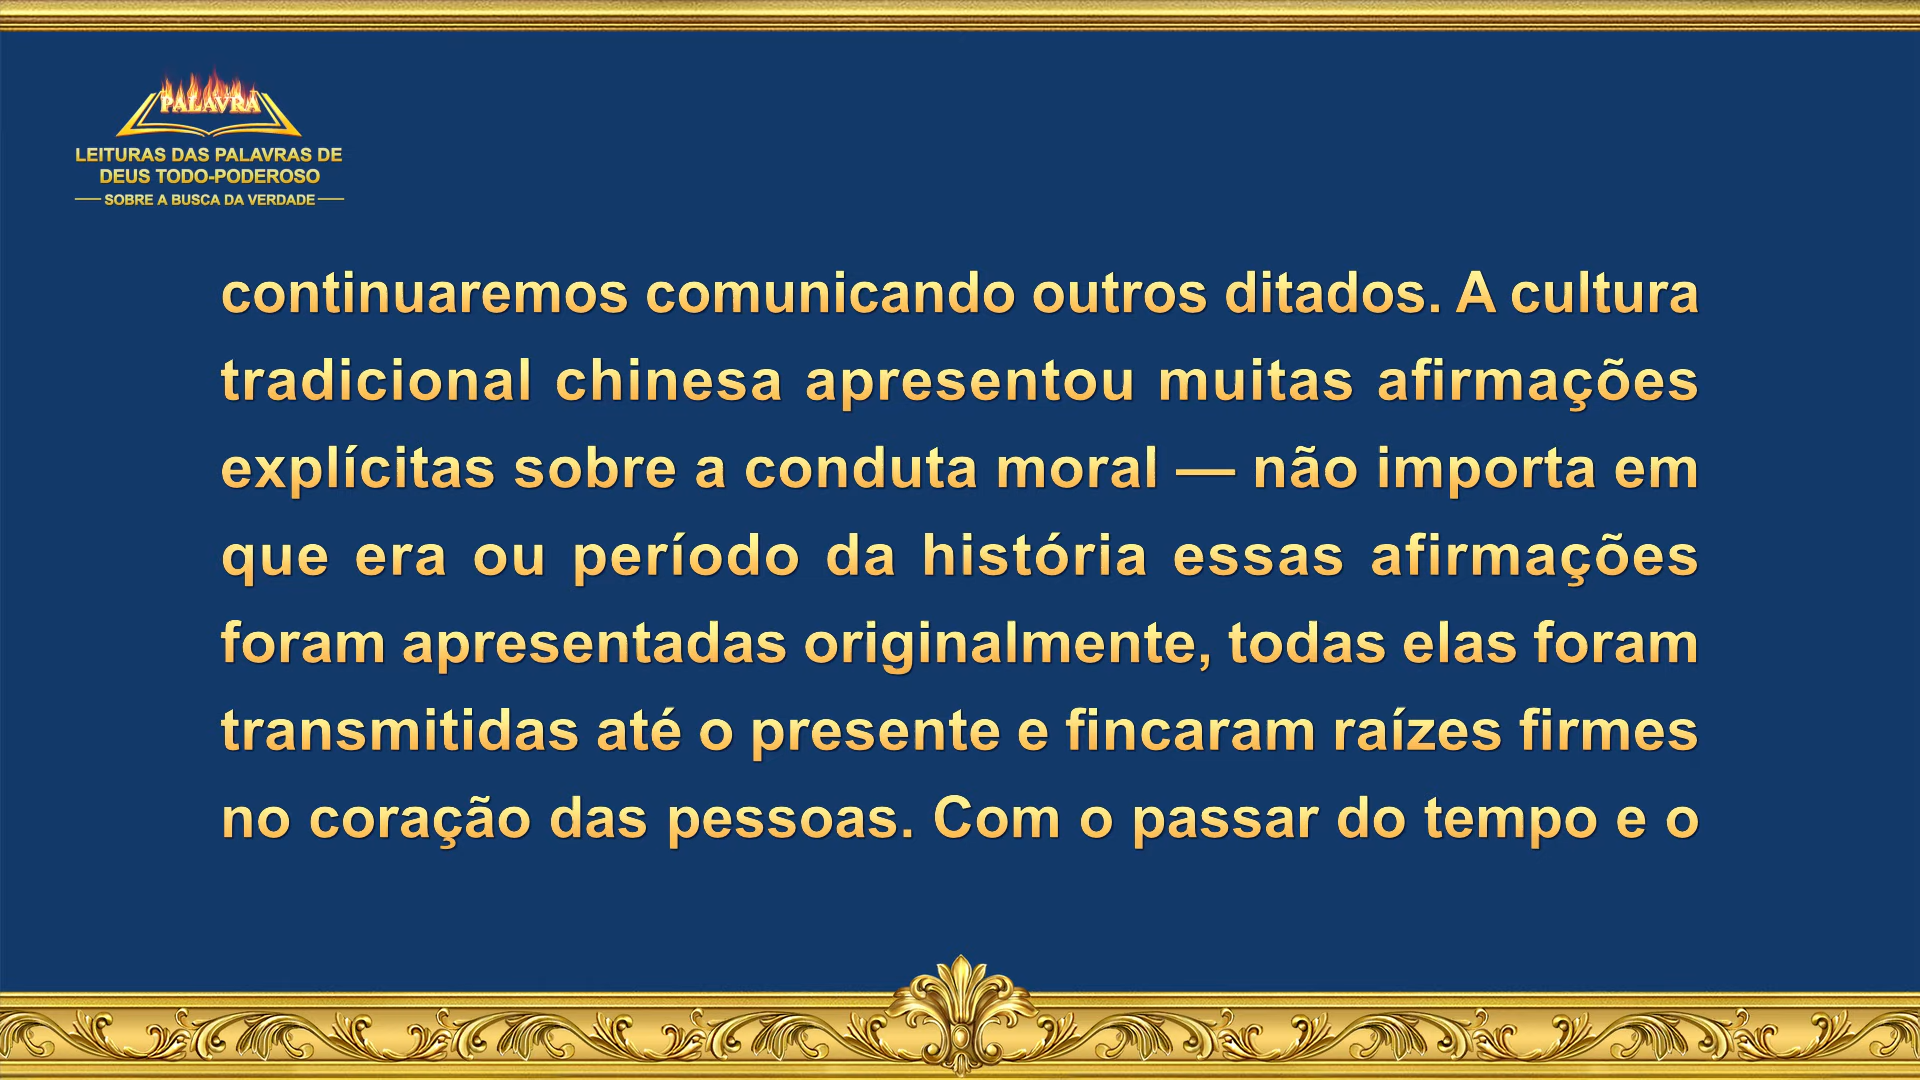 PALAVRA
LEITURAS DAS PALAVRAS DE
DEUS TODO-PODEROSO
SOBRE A BUSCA DA VERDADE
continuaremos comunicando outros ditados. A cultura
tradicional chinesa apresentou muitas afirmações
explícitas sobre a conduta moral — não importa em
que era ou período da história essas afirmações
foram apresentadas originalmente, todas elas foram
transmitidas até o presente e fincaram raízes firmes
no coração das pessoas. Com o passar do tempo e o